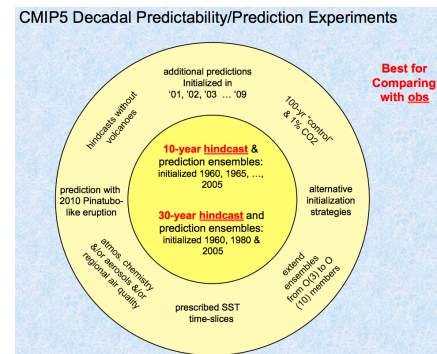 CMIP5 Decadal Predictability/Prediction Experiments
Best for
Comparing
with obs
additional predictions
Initialized in
'01, '02, '03 … '09
hindcasts without
volcanoes
100-yr "control"
& 1% CO2
10-year hindcast &
prediction ensembles:
initialized 1960, 1965, …,
2005
prediction with
2010 Pinatubo-
like eruption
alternative
initialization
strategies
30-year hindcast and
prediction ensembles:
initialized 1960, 1980 &
2005
atmos. chemistry
&/or aerosols &/or
regional air quality
extend
ensembles
from O(3) to O
(10) members
prescribed SST
time-slices